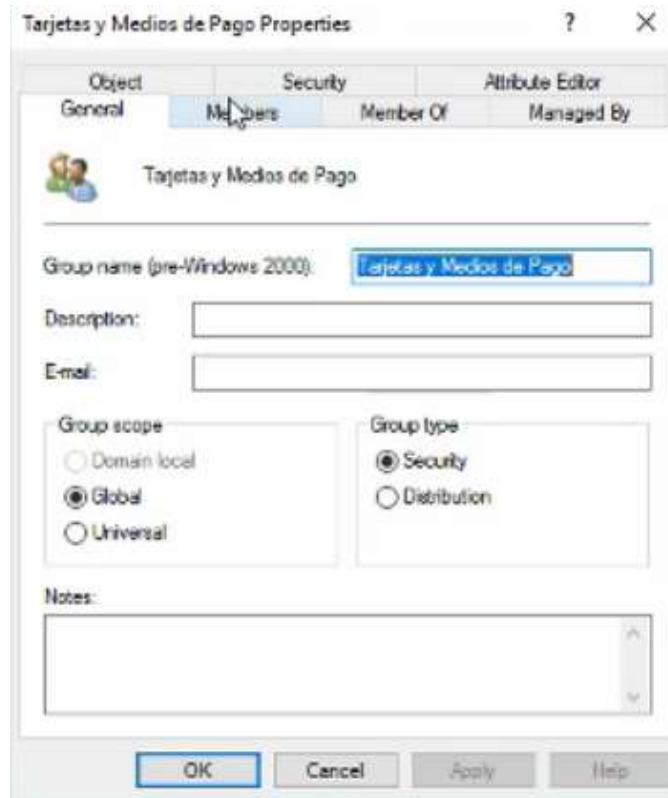 Tarjetas y Medios de Pago Properties ? X
Object Security Attribute Editor
General Members Member Of Managed By
Tarjetas y Medios de Pago
Group name (pre-Windows 2000): Tarjetas y Medios de Pago
Description:
E-mail:
Group scope Group type
Domain local Security
Global Distribution
Universal
Notes:
OK Cancel Apply Help